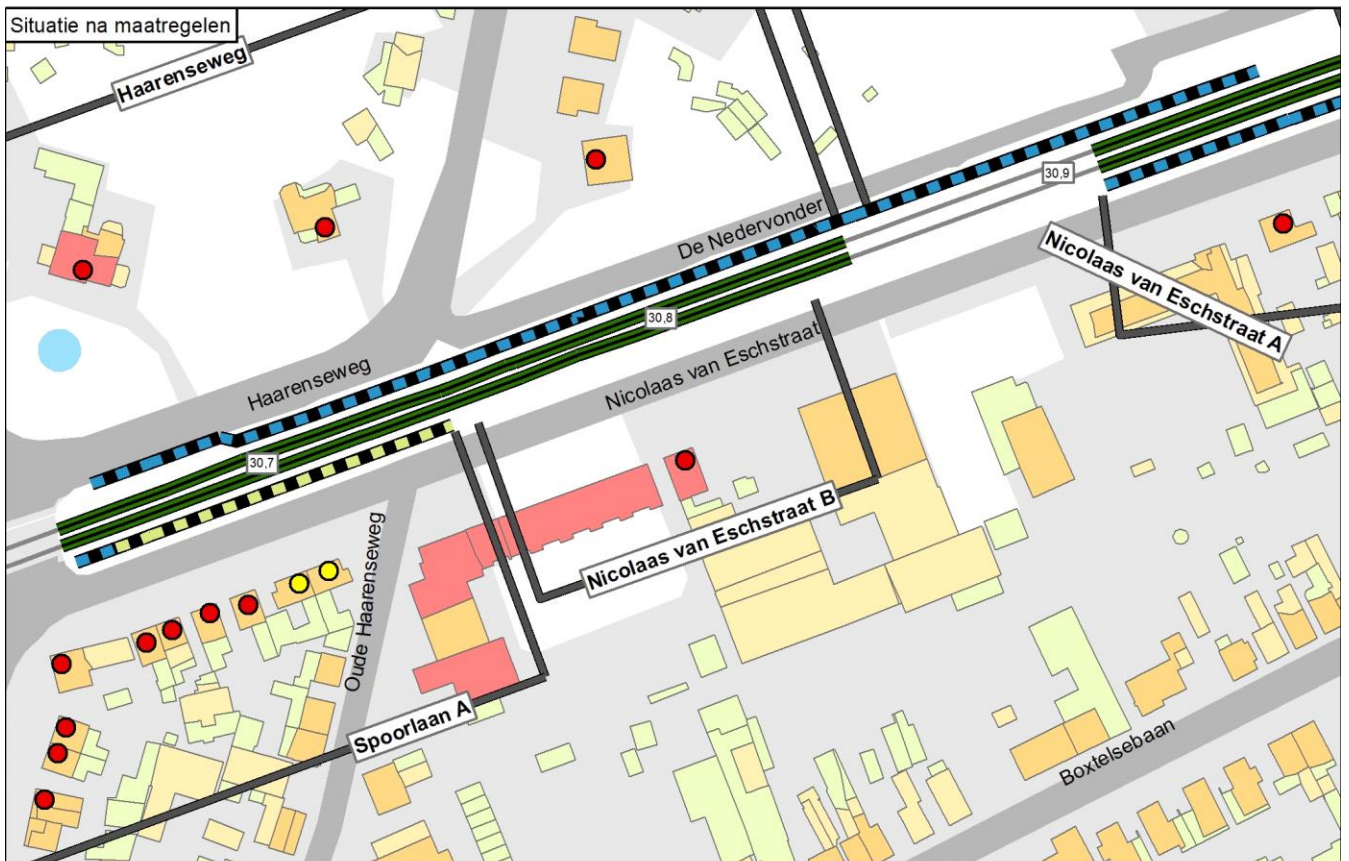 Situatie na maatregelen
Haarenseweg
30,9
De Nedervonder
Nicolaas van Eschstraat A
30,8
Nicolaas van Eschstraat
Haarenseweg
30,7
Nicolaas van Eschstraat B
Oude Haarenseweg
Spoorlaan A
Boxtelsebaan